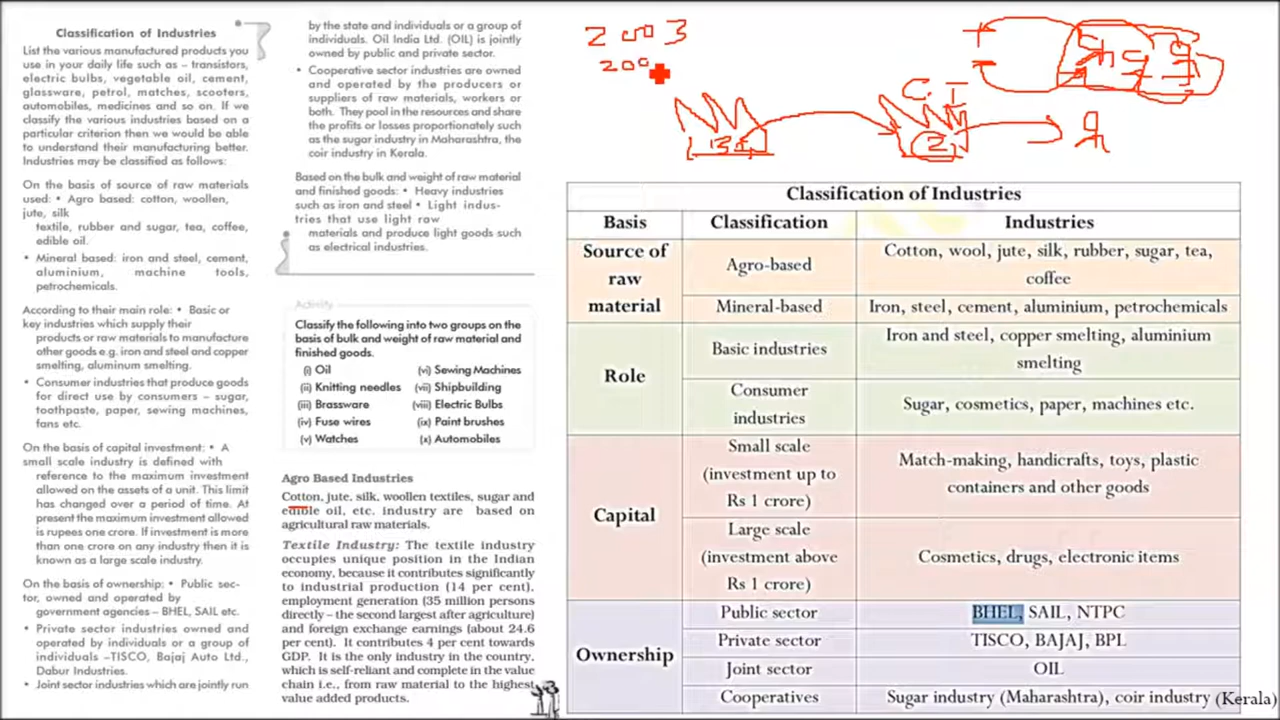 Classification of Industries
List the various manufactured products you
use in your daily life such as – transistors,
electric bulbs, vegetable oil, cement,
glassware, petrol, matches, scooters,
automobiles, medicines and so on. If we
classify the various industries based on a
particular criterion then we would be able
to understand their manufacturing better.
Industries may be classified as follows:
On the basis of source of raw materials
used: • Agro based: cotton, woollen,
jute, silk
textile, rubber and sugar, tea, coffee,
edible oil.
• Mineral based: iron and steel, cement,
aluminium, machine tools,
petrochemicals.
According to their main role: • Basic or
key industries which supply their
products or raw materials to manufacture
other goods e.g. iron and steel and copper
smelting, aluminum smelting.
• Consumer industries that produce goods
for direct use by consumers – sugar,
toothpaste, paper, sewing machines,
fans etc.
On the basis of capital investment: • A
small scale industry is defined with
reference to the maximum investment
allowed on the assets of a unit. This limit
has changed over a period of time. At
present the maximum investment allowed
is rupees one crore. If investment is more
than one crore on any industry then it is
known as a large scale industry.
On the basis of ownership: • Public sec-
tor, owned and operated by
government agencies – BHEL, SAIL etc.
• Private sector industries owned and
operated by individuals or a group of
individuals –TISCO, Bajaj Auto Ltd.,
Dabur Industries.
• Joint sector industries which are jointly run
by the state and individuals or a group of
individuals. Oil India Ltd. (OIL) is jointly
owned by public and private sector.
• Cooperative sector industries are owned
and operated by the producers or
suppliers of raw materials, workers or
both. They pool in the resources and share
the profits or losses proportionately such
as the sugar industry in Maharashtra, the
coir industry in Kerala.
Based on the bulk and weight of raw material
and finished goods: • Heavy industries
such as iron and steel • Light indus-
tries that use light raw
materials and produce light goods such
as electrical industries.
Activity
Classify the following into two groups on the
basis of bulk and weight of raw material and
finished goods.
(i) Oil (vi) Sewing Machines
(ii) Knitting needles (vii) Shipbuilding
(iii) Brassware (viii) Electric Bulbs
(iv) Fuse wires (ix) Paint brushes
(v) Watches (x) Automobiles
Agro Based Industries
Cotton, jute, silk, woollen textiles, sugar and
edible oil, etc. industry are based on
agricultural raw materials.
Textile Industry: The textile industry
occupies unique position in the Indian
economy, because it contributes significantly
to industrial production (14 per cent),
employment generation (35 million persons
directly – the second largest after agriculture)
and foreign exchange earnings (about 24.6
per cent). It contributes 4 per cent towards
GDP. It is the only industry in the country,
which is self-reliant and complete in the value
chain i.e., from raw material to the highest
value added products.
2003
200
C. I
Classification of Industries
Basis Classification Industries
Source of raw material Agro-based Cotton, wool, jute, silk, rubber, sugar, tea,
coffee
Mineral-based Iron, steel, cement, aluminium, petrochemicals
Role Basic industries Iron and steel, copper smelting, aluminium
smelting
Consumer
industries Sugar, cosmetics, paper, machines etc.
Capital Small scale
(investment up to
Rs 1 crore) Match-making, handicrafts, toys, plastic
containers and other goods
Large scale
(investment above
Rs 1 crore) Cosmetics, drugs, electronic items
Ownership Public sector BHEL, SAIL, NTPC
Private sector TISCO, BAJAJ, BPL
Joint sector OIL
Cooperatives Sugar industry (Maharashtra), coir industry (Kerala)